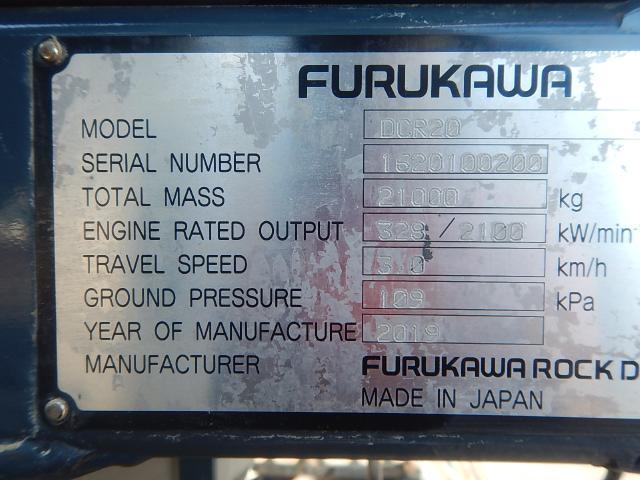 FURUKAWA
MODEL DCR20
SERIAL NUMBER 1620100200
TOTAL MASS 21000 kg
ENGINE RATED OUTPUT 328 / 2100 kW/min
TRAVEL SPEED 3.0 km/h
GROUND PRESSURE 109 kPa
YEAR OF MANUFACTURE 2019
MANUFACTURER FURUKAWA ROCK D
MADE IN JAPAN